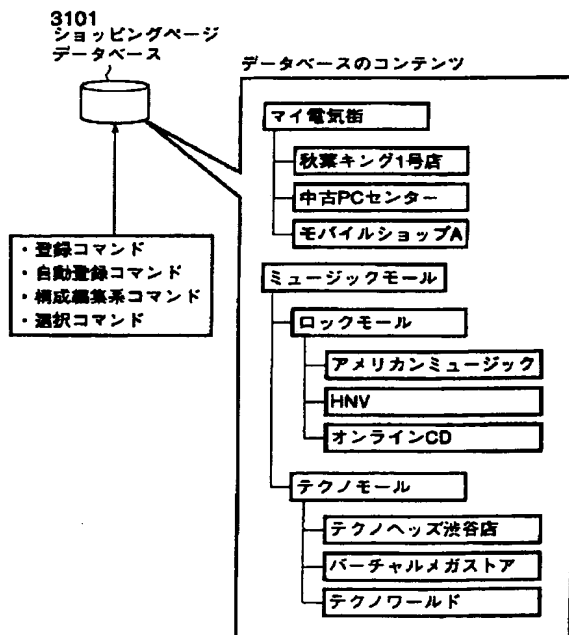 3101
ショッピングページ
データベース
データベースのコンテンツ
マイ電気街
秋葉キング1号店
中古PCセンター
モバイルショップA
・登録コマンド
・自動登録コマンド
・構成編集系コマンド
・選択コマンド
ミュージックモール
ロックモール
アメリカンミュージック
HNV
オンラインCD
テクノモール
テクノヘッズ渋谷店
バーチャルメガストア
テクノワールド